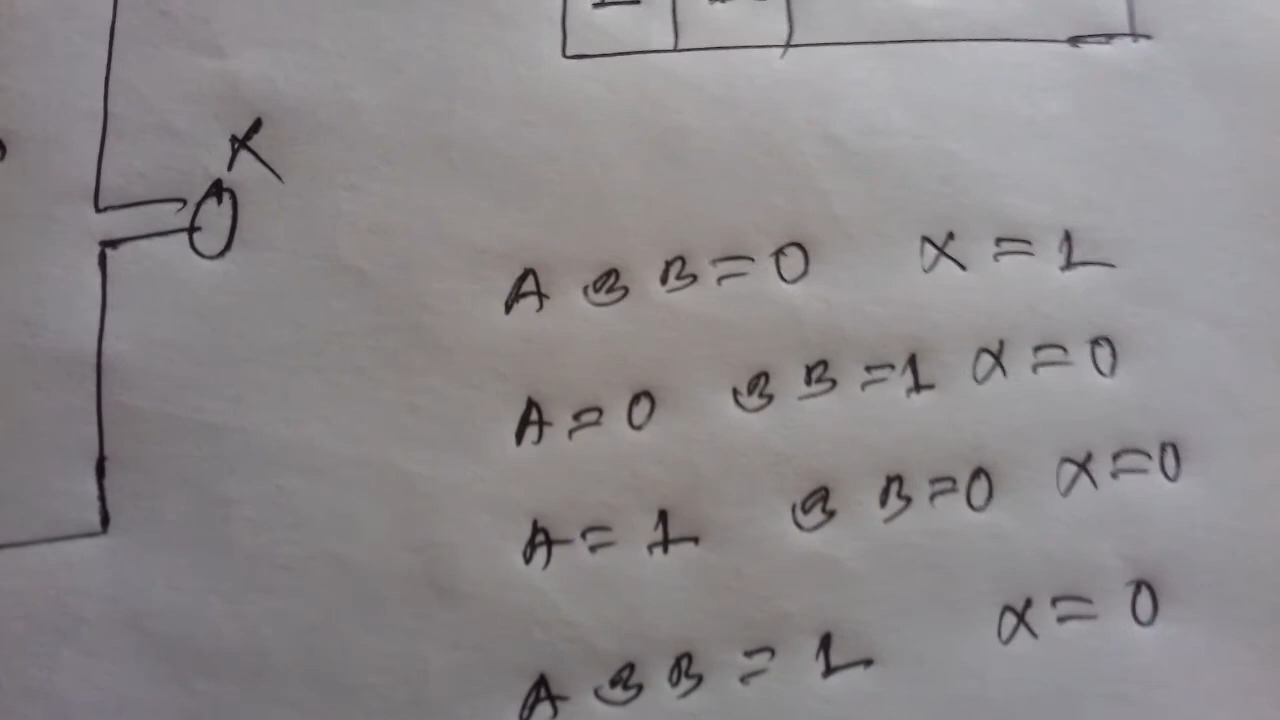 X
A ও B = 0 X = 1
A = 0 ও B = 1 X = 0
A = 1 ও B = 0 X = 0
A ও B = 1 X = 0